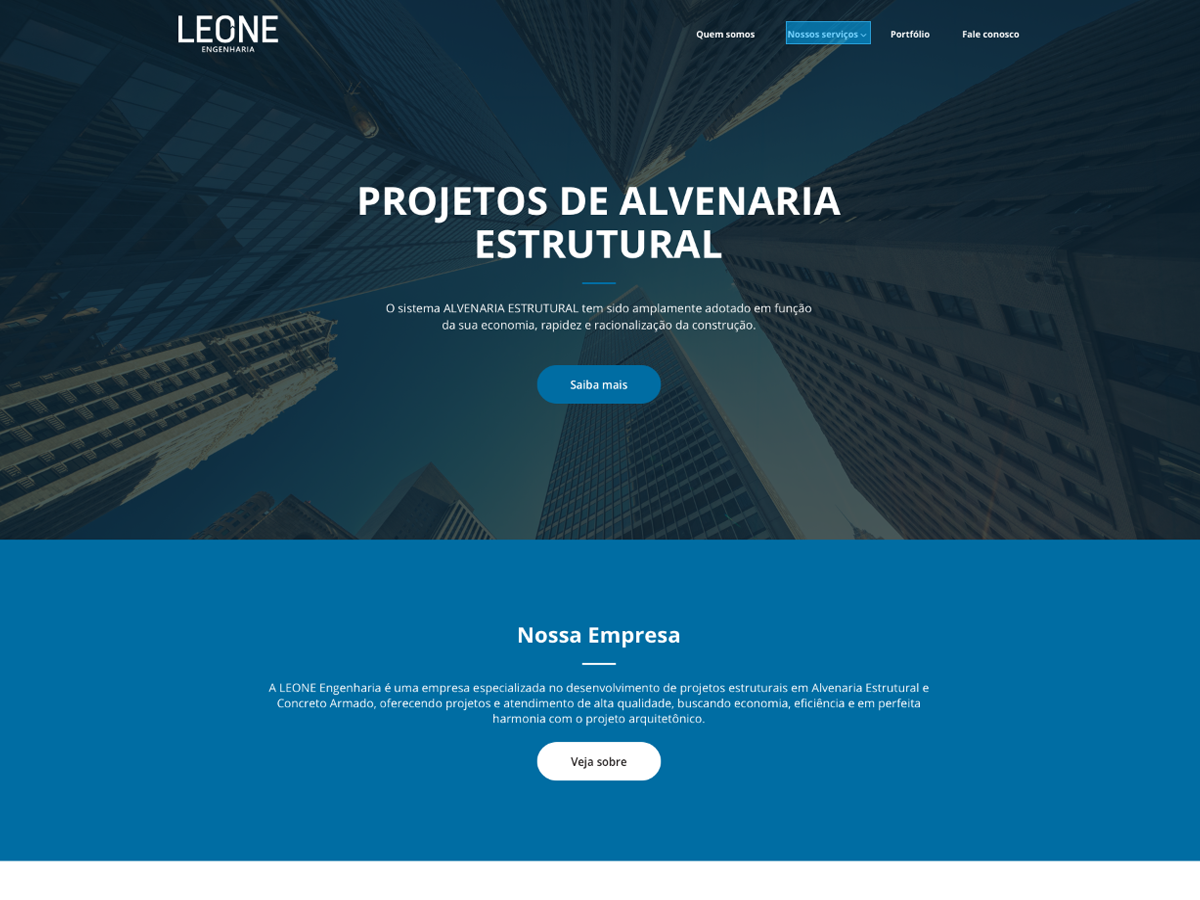 LEONE
ENGENHARIA
Quem somos
Nossos serviços
Portfólio
Fale conosco
PROJETOS DE ALVENARIA
ESTRUTURAL
O sistema ALVENARIA ESTRUTURAL tem sido amplamente adotado em função
da sua economia, rapidez e racionalização da construção.
Saiba mais
Nossa Empresa
A LEONE Engenharia é uma empresa especializada no desenvolvimento de projetos estruturais em Alvenaria Estrutural e
Concreto Armado, oferecendo projetos e atendimento de alta qualidade, buscando economia, eficiência e em perfeita
harmonia com o projeto arquitetônico.
Veja sobre